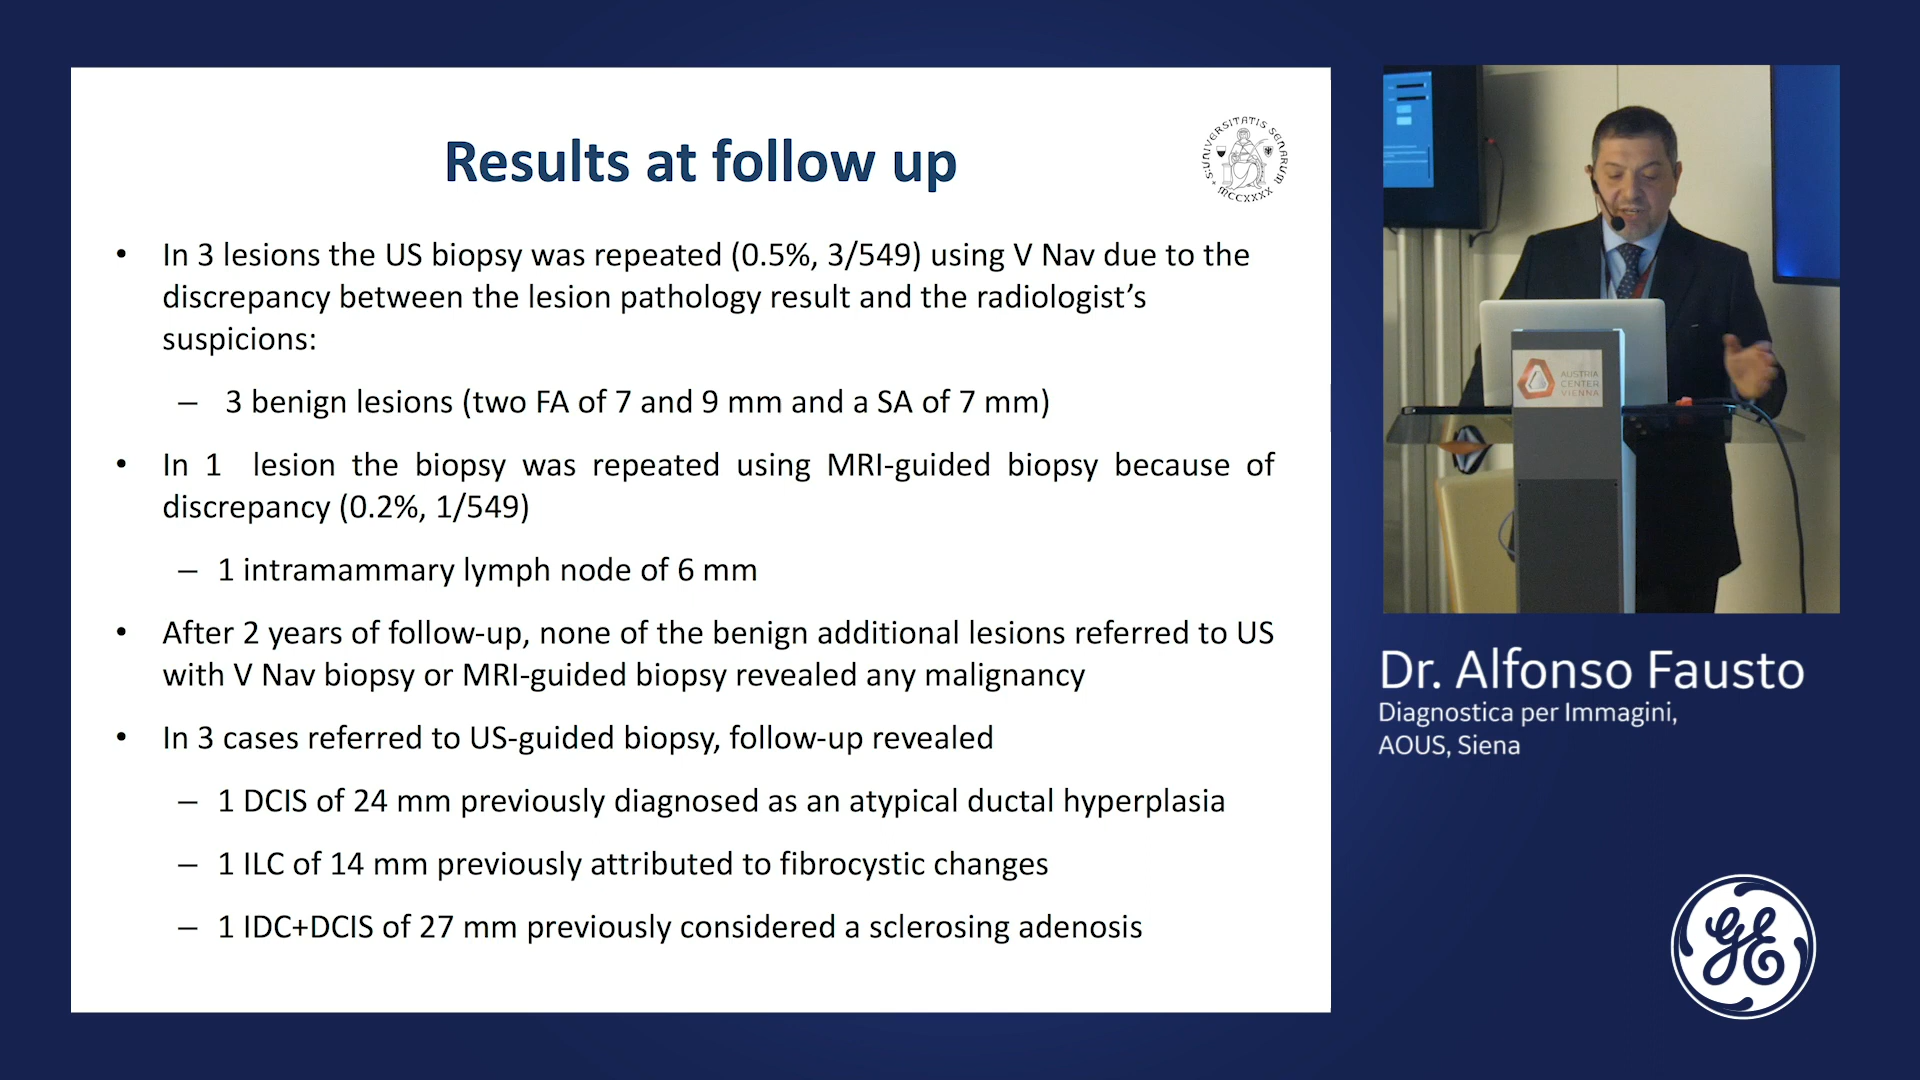 Results at follow up
S:UNIVERSITATIS SENARUM
MCCXXXX
• In 3 lesions the US biopsy was repeated (0.5%, 3/549) using V Nav due to the
discrepancy between the lesion pathology result and the radiologist’s
suspicions:
– 3 benign lesions (two FA of 7 and 9 mm and a SA of 7 mm)
• In 1 lesion the biopsy was repeated using MRI-guided biopsy because of
discrepancy (0.2%, 1/549)
– 1 intramammary lymph node of 6 mm
• After 2 years of follow-up, none of the benign additional lesions referred to US
with V Nav biopsy or MRI-guided biopsy revealed any malignancy
• In 3 cases referred to US-guided biopsy, follow-up revealed
– 1 DCIS of 24 mm previously diagnosed as an atypical ductal hyperplasia
– 1 ILC of 14 mm previously attributed to fibrocystic changes
– 1 IDC+DCIS of 27 mm previously considered a sclerosing adenosis
AUSTRIA
CENTER
VIENNA
Dr. Alfonso Fausto
Diagnostica per Immagini,
AOUS, Siena
GE